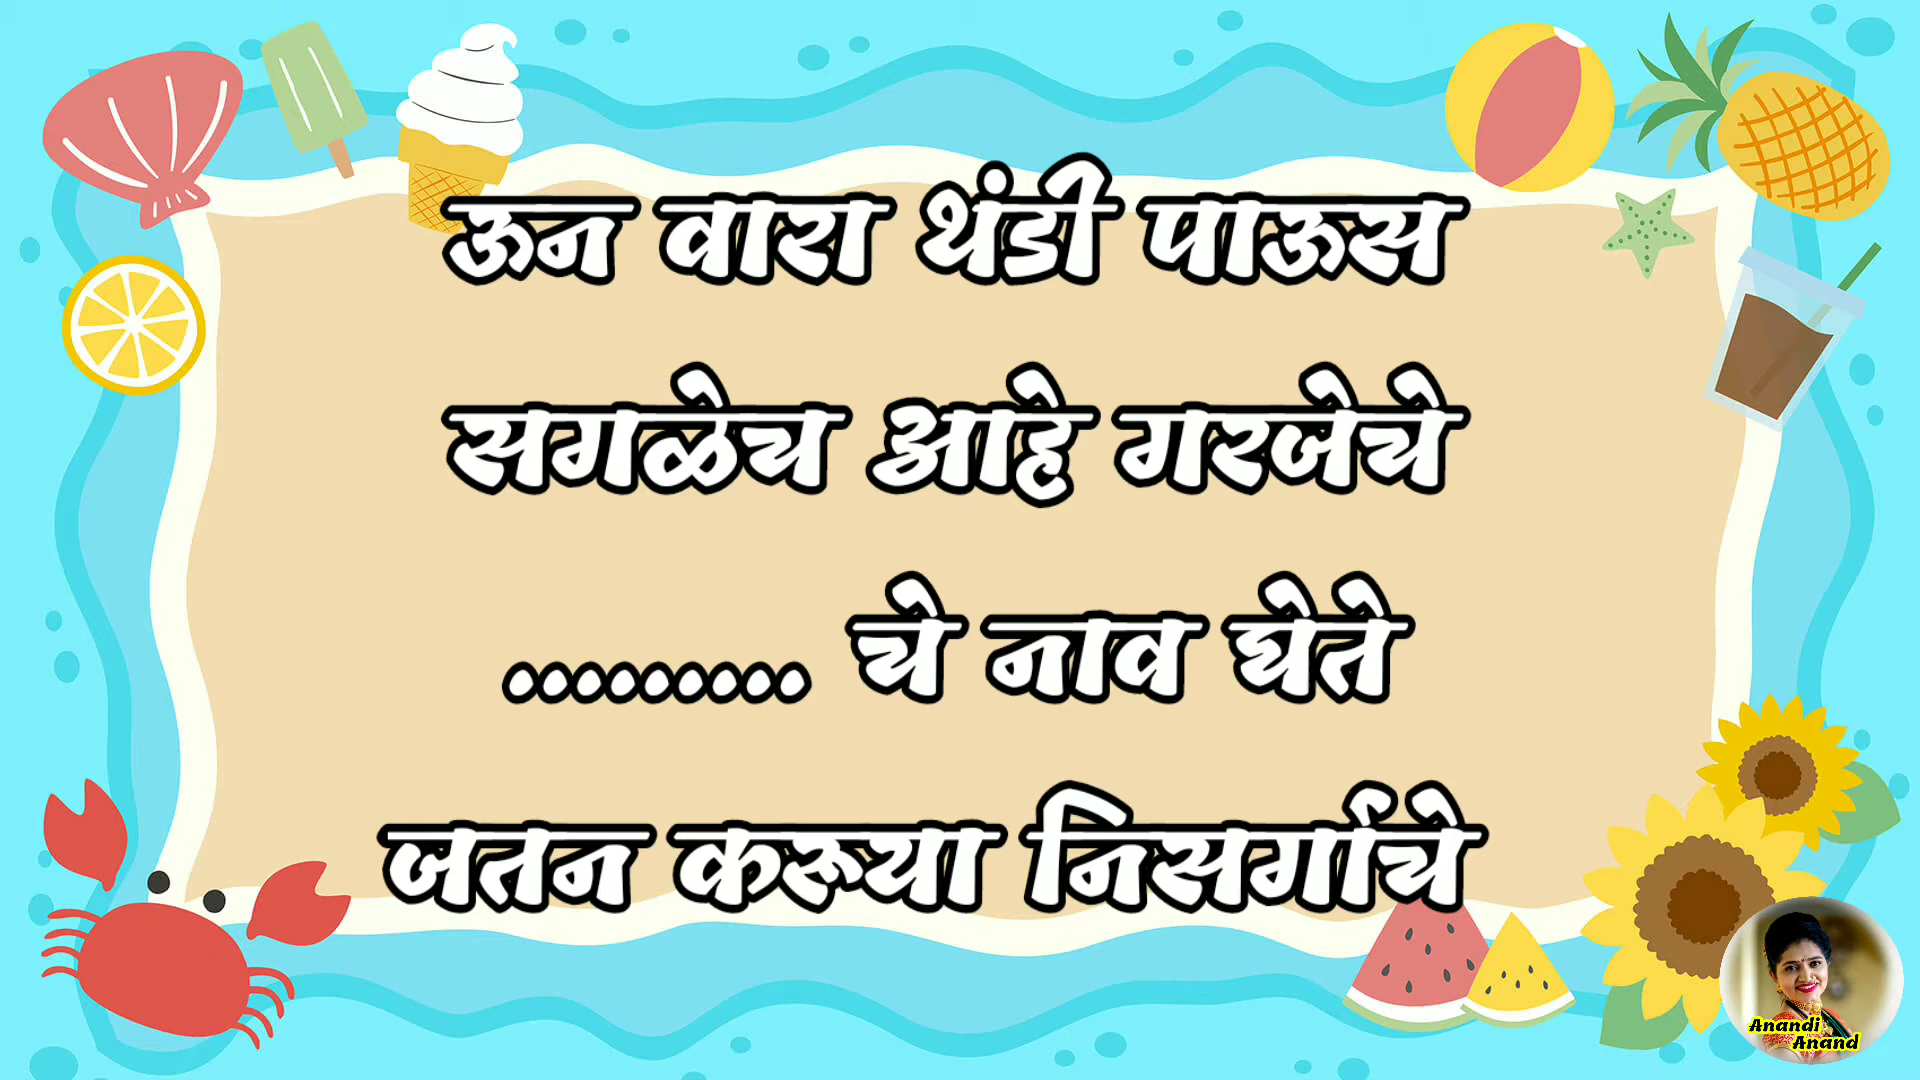 ऊन वारा थंडी पाऊस
सगळेच आहे गरजेचे
......... चे नाव घेते
जतन करूया निसर्गाचे
Anandi
Anand